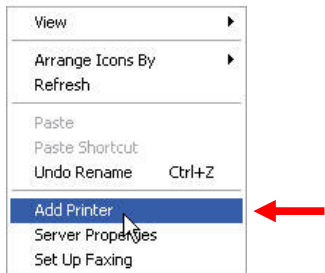 View
Arrange Icons By
Refresh
Paste
Paste Shortcut
Undo Rename Ctrl+Z
Add Printer
Server Properties
Set Up Faxing